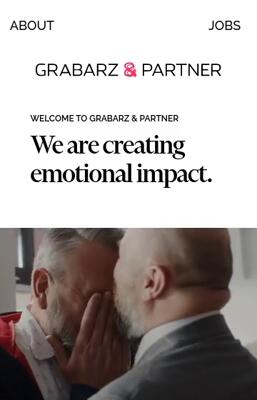 ABOUT JOBS
GRABARZ & PARTNER
WELCOME TO GRABARZ & PARTNER
We are creating
emotional impact.